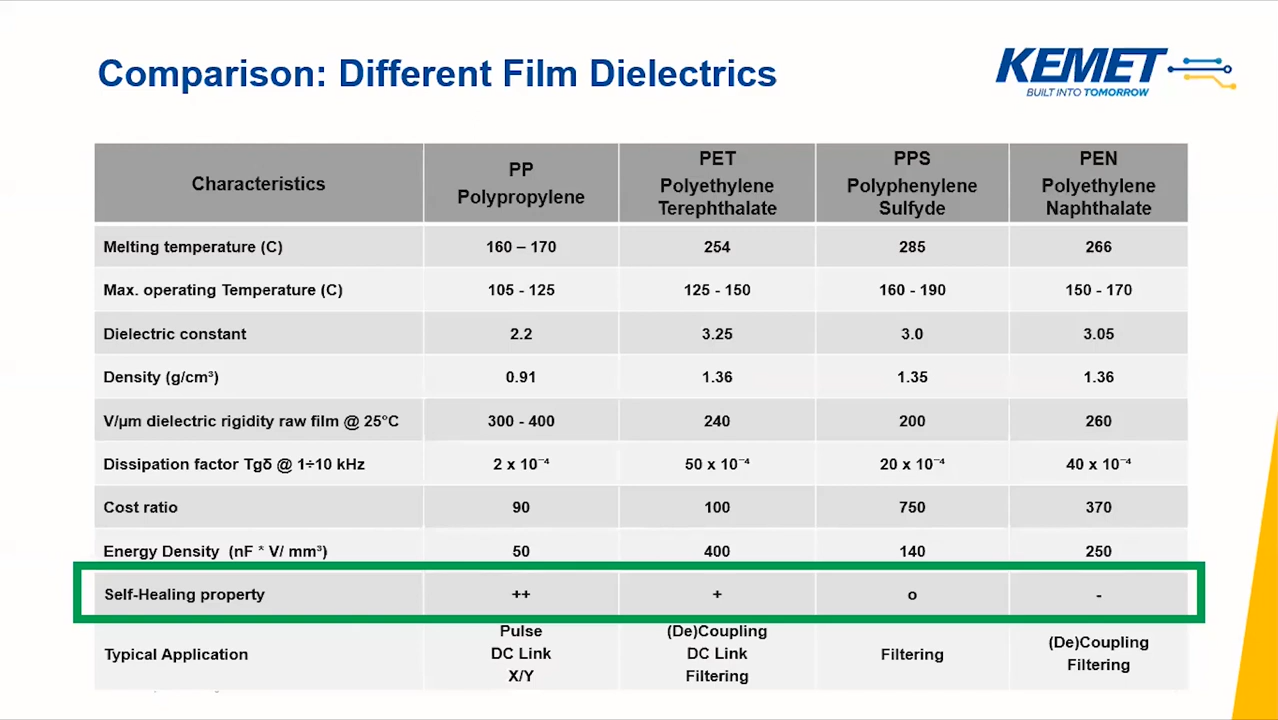 Comparison: Different Film Dielectrics
KEMET
BUILT INTO TOMORROW
Characteristics
PP
Polypropylene
PET
Polyethylene
Terephthalate
PPS
Polyphenylene
Sulfyde
PEN
Polyethylene
Naphthalate
Melting temperature (C) 160 – 170 254 285 266
Max. operating Temperature (C) 105 - 125 125 - 150 160 - 190 150 - 170
Dielectric constant 2.2 3.25 3.0 3.05
Density (g/cm³) 0.91 1.36 1.35 1.36
V/μm dielectric rigidity raw film @ 25°C 300 - 400 240 200 260
Dissipation factor Tgδ @ 1÷10 kHz 2 x 10⁻⁴ 50 x 10⁻⁴ 20 x 10⁻⁴ 40 x 10⁻⁴
Cost ratio 90 100 750 370
Energy Density (nF * V/ mm³) 50 400 140 250
Self-Healing property ++ + o -
Typical Application
Pulse
DC Link
X/Y
(De)Coupling
DC Link
Filtering
Filtering
(De)Coupling
Filtering